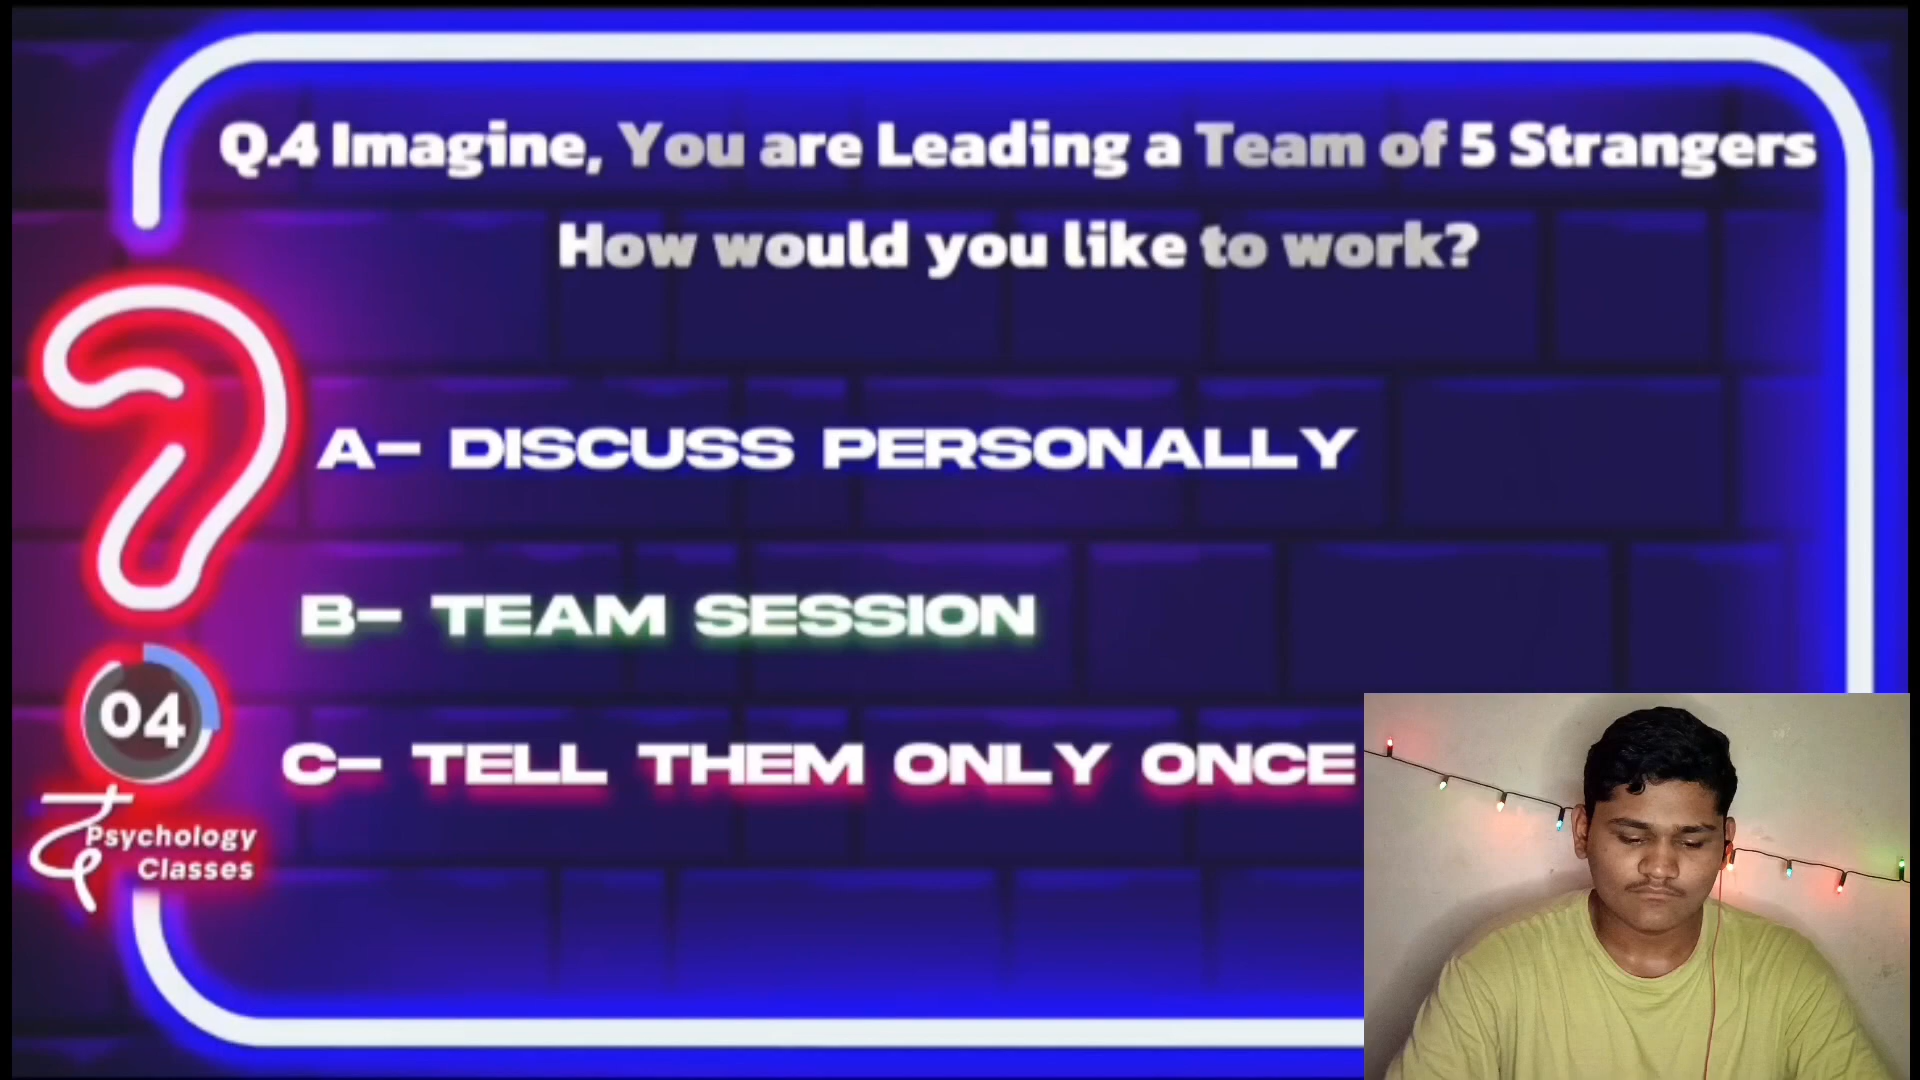 Q.4 Imagine, You are Leading a Team of 5 Strangers
How would you like to work?
A- DISCUSS PERSONALLY
B- TEAM SESSION
C- TELL THEM ONLY ONCE
04
द
Psychology
Classes